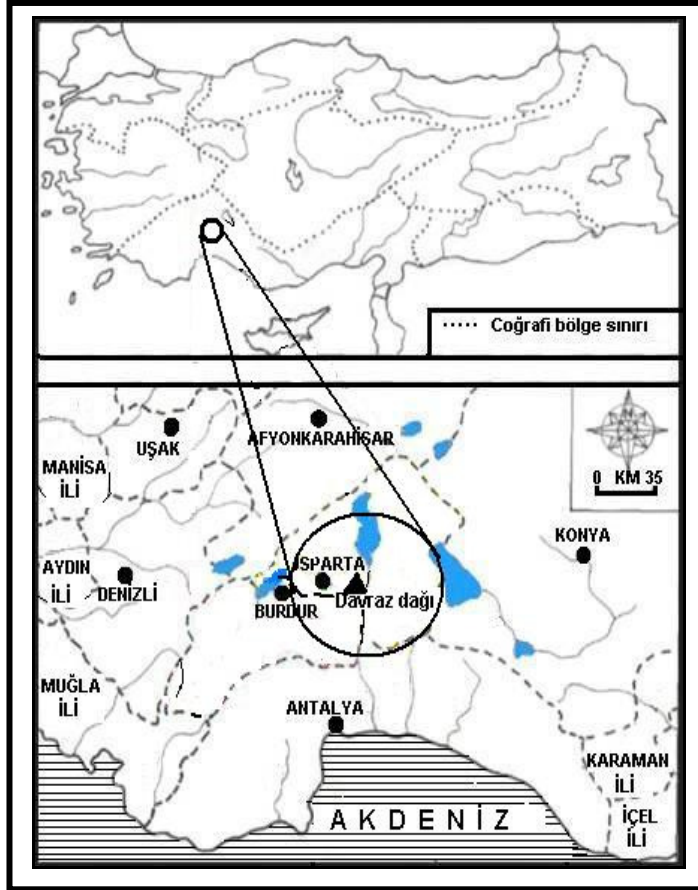 Coğrafi bölge sınırı
N
0 KM 35
UŞAK
AFYONKARAHİSAR
MANİSA
İLİ
KONYA
AYDIN
İLİ
DENİZLİ
ISPARTA
BURDUR
Davraz dağı
MUĞLA
İLİ
ANTALYA
KARAMAN
İLİ
İÇEL
İLİ
AKDENİZ